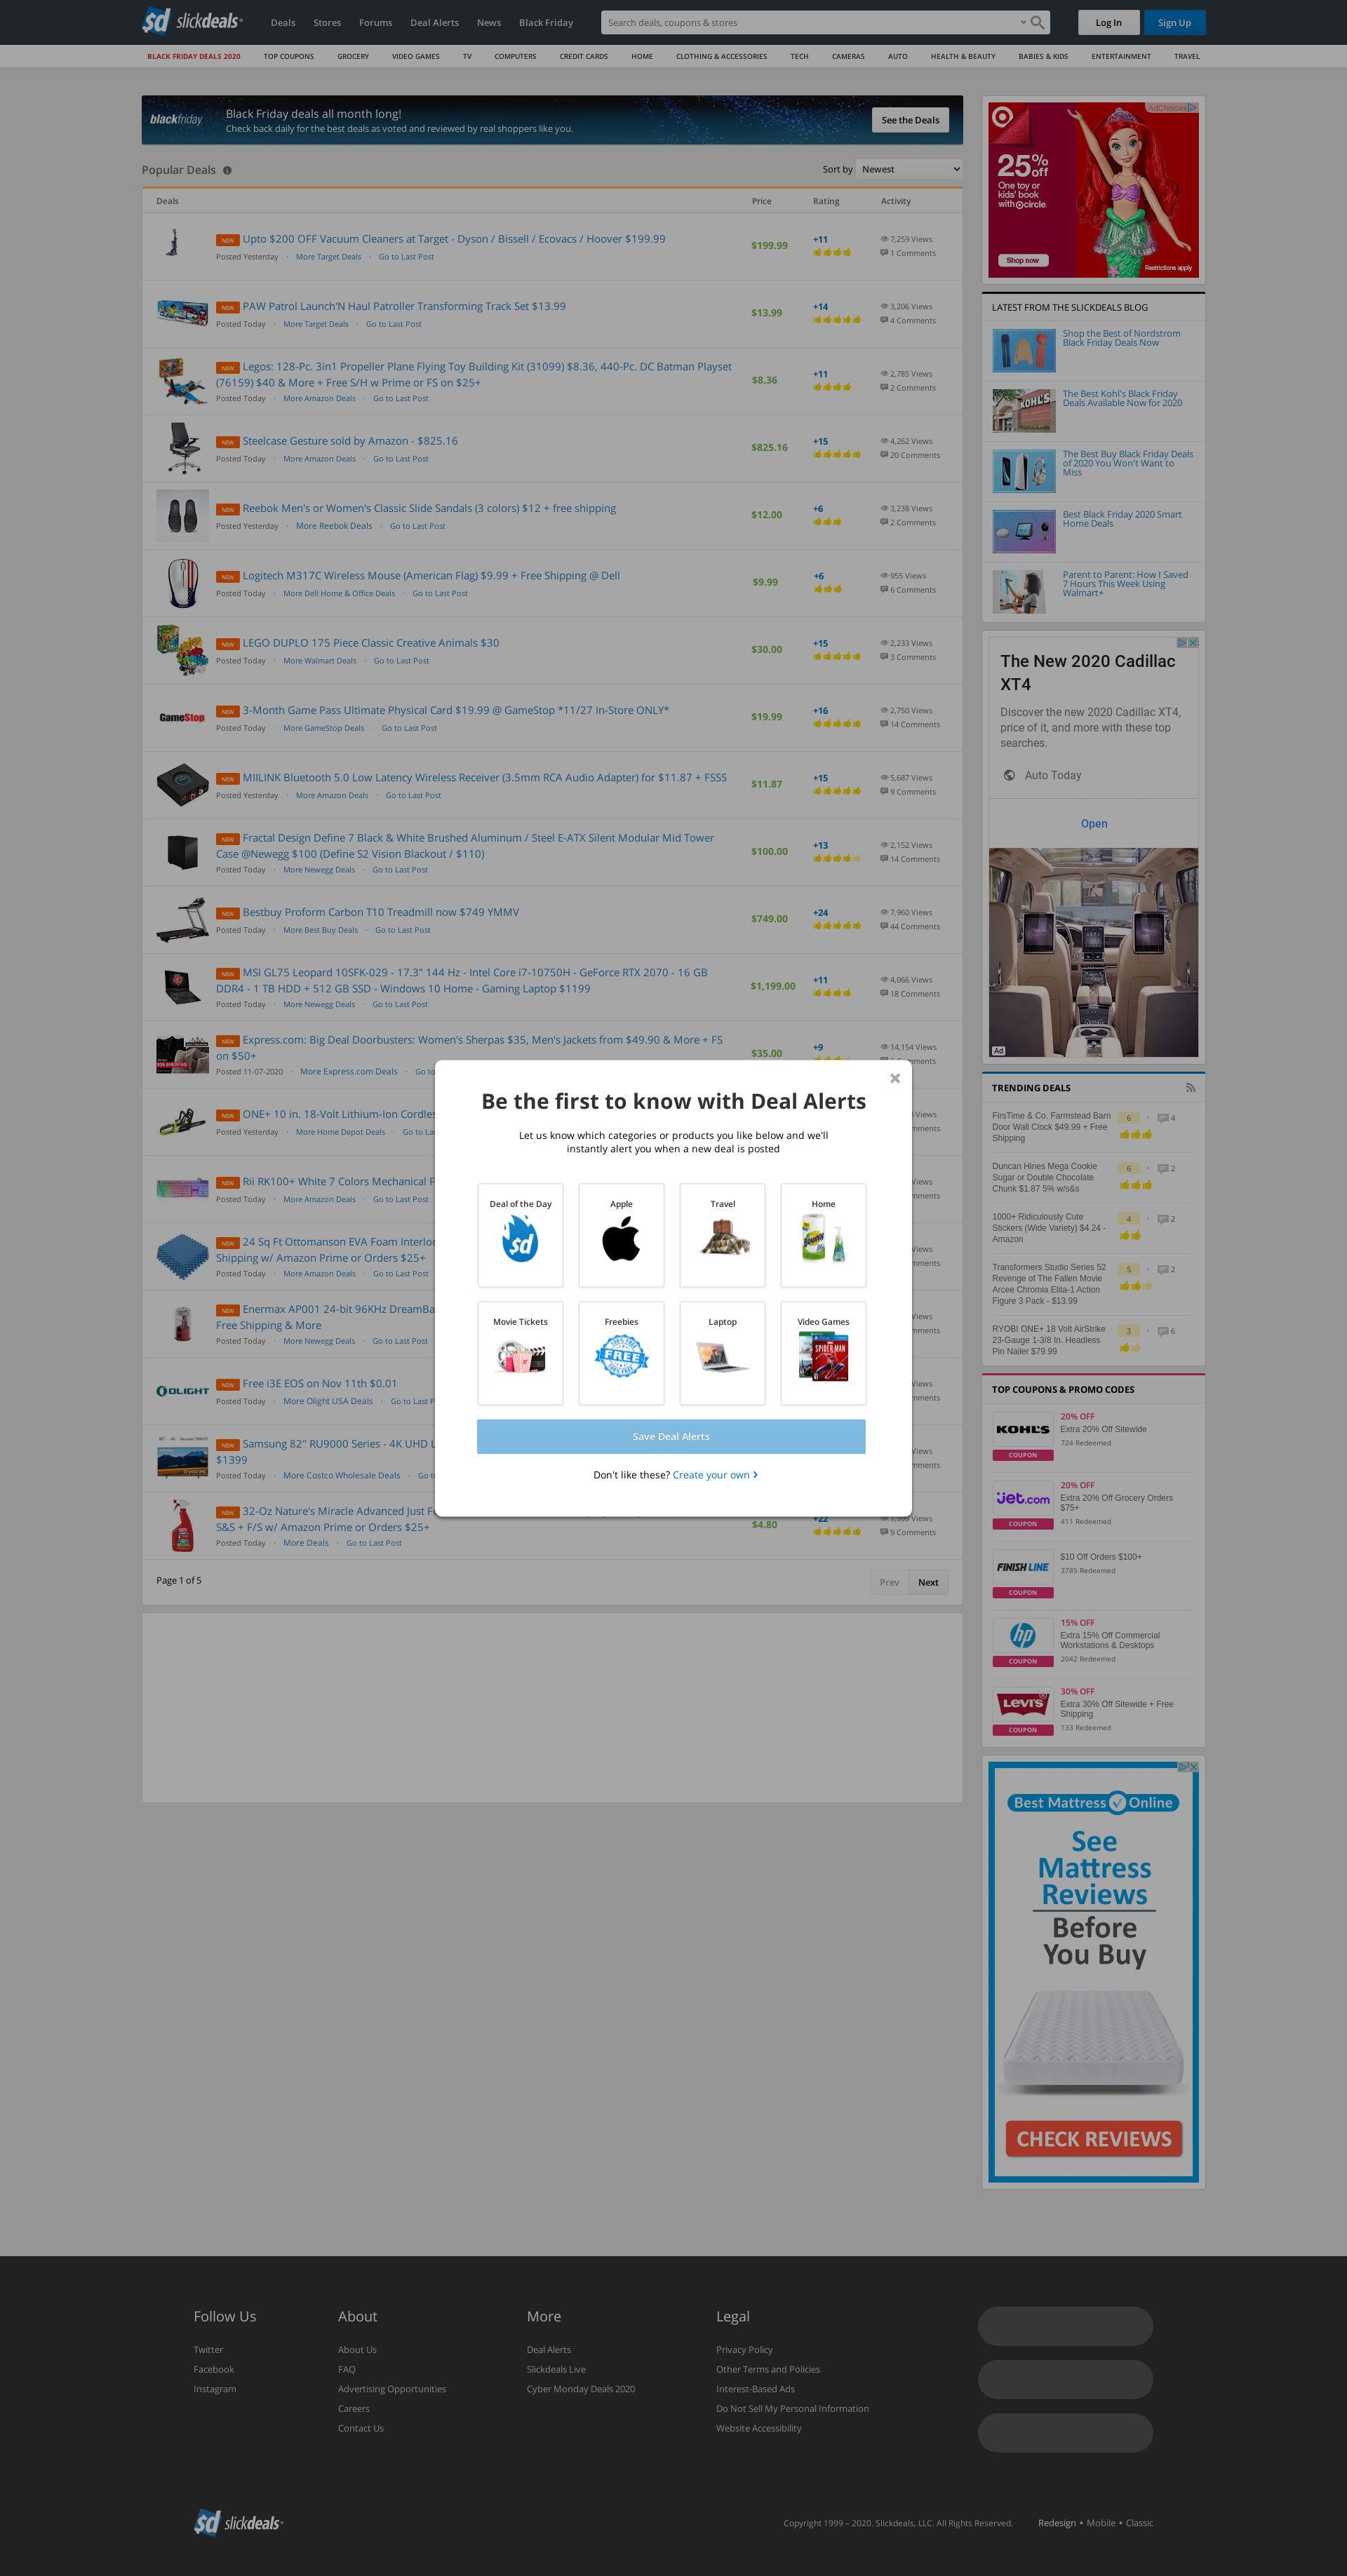 slickdeals
Deals Stores Forums Deal Alerts News Black Friday
Search deals, coupons & stores
Log In
Sign Up
BLACK FRIDAY DEALS 2020 TOP COUPONS GROCERY VIDEO GAMES TV COMPUTERS CREDIT CARDS HOME CLOTHING & ACCESSORIES TECH CAMERAS AUTO HEALTH & BEAUTY BABIES & KIDS ENTERTAINMENT TRAVEL
blackfriday
Black Friday deals all month long!
Check back daily for the best deals as voted and reviewed by real shoppers like you.
See the Deals
Popular Deals
Sort by Newest
Deals Price Rating Activity
NEW Upto $200 OFF Vacuum Cleaners at Target - Dyson / Bissell / Ecovacs / Hoover $199.99
Posted Yesterday · More Target Deals · Go to Last Post
$199.99 +11 7,259 Views
1 Comments
NEW PAW Patrol Launch'N Haul Patroller Transforming Track Set $13.99
Posted Today · More Target Deals · Go to Last Post
$13.99 +14 3,206 Views
4 Comments
NEW Legos: 128-Pc. 3in1 Propeller Plane Flying Toy Building Kit (31099) $8.36, 440-Pc. DC Batman Playset
(76159) $40 & More + Free S/H w Prime or FS on $25+
Posted Today · More Amazon Deals · Go to Last Post
$8.36 +11 2,785 Views
2 Comments
NEW Steelcase Gesture sold by Amazon - $825.16
Posted Today · More Amazon Deals · Go to Last Post
$825.16 +15 4,262 Views
20 Comments
NEW Reebok Men's or Women's Classic Slide Sandals (3 colors) $12 + free shipping
Posted Yesterday · More Reebok Deals · Go to Last Post
$12.00 +6 3,238 Views
2 Comments
NEW Logitech M317C Wireless Mouse (American Flag) $9.99 + Free Shipping @ Dell
Posted Today · More Dell Home & Office Deals · Go to Last Post
$9.99 +6 955 Views
6 Comments
NEW LEGO DUPLO 175 Piece Classic Creative Animals $30
Posted Today · More Walmart Deals · Go to Last Post
$30.00 +15 2,233 Views
3 Comments
GameStop
NEW 3-Month Game Pass Ultimate Physical Card $19.99 @ GameStop *11/27 In-Store ONLY*
Posted Today · More GameStop Deals · Go to Last Post
$19.99 +16 2,750 Views
14 Comments
NEW MIILINK Bluetooth 5.0 Low Latency Wireless Receiver (3.5mm RCA Audio Adapter) for $11.87 + FSSS
Posted Yesterday · More Amazon Deals · Go to Last Post
$11.87 +15 5,687 Views
9 Comments
NEW Fractal Design Define 7 Black & White Brushed Aluminum / Steel E-ATX Silent Modular Mid Tower
Case @Newegg $100 (Define S2 Vision Blackout / $110)
Posted Today · More Newegg Deals · Go to Last Post
$100.00 +13 2,152 Views
14 Comments
NEW Bestbuy Proform Carbon T10 Treadmill now $749 YMMV
Posted Today · More Best Buy Deals · Go to Last Post
$749.00 +24 7,960 Views
44 Comments
NEW MSI GL75 Leopard 10SFK-029 - 17.3" 144 Hz - Intel Core i7-10750H - GeForce RTX 2070 - 16 GB
DDR4 - 1 TB HDD + 512 GB SSD - Windows 10 Home - Gaming Laptop $1199
Posted Today · More Newegg Deals · Go to Last Post
$1,199.00 +11 4,066 Views
18 Comments
NEW Express.com: Big Deal Doorbusters: Women's Sherpas $35, Men's Jackets from $49.90 & More + FS
on $50+
Posted 11-07-2020 · More Express.com Deals · Go to
$35.00 +9 14,154 Views
NEW ONE+ 10 in. 18-Volt Lithium-Ion Cordles
Posted Yesterday · More Home Depot Deals · Go to La
NEW Rii RK100+ White 7 Colors Mechanical F
Posted Today · More Amazon Deals · Go to Last Post
NEW 24 Sq Ft Ottomanson EVA Foam Interloc
Shipping w/ Amazon Prime or Orders $25+
Posted Today · More Amazon Deals · Go to Last Post
NEW Enermax AP001 24-bit 96KHz DreamBa
Free Shipping & More
Posted Today · More Newegg Deals · Go to Last Post
OLIGHT
NEW Free i3E EOS on Nov 11th $0.01
Posted Today · More Olight USA Deals · Go to Last P
NEW Samsung 82" RU9000 Series - 4K UHD L
$1399
Posted Today · More Costco Wholesale Deals · Go t
NEW 32-Oz Nature's Miracle Advanced Just F
S&S + F/S w/ Amazon Prime or Orders $25+
Posted Today · More Deals · Go to Last Post
$4.80 +22 1,999 Views
9 Comments
Page 1 of 5
Prev Next
Be the first to know with Deal Alerts
Let us know which categories or products you like below and we'll
instantly alert you when a new deal is posted
Deal of the Day Apple Travel Home
Movie Tickets Freebies Laptop Video Games
FREE
SPIDER-MAN
Save Deal Alerts
Don't like these? Create your own
AdChoices
25% off
One toy or
kids' book
with circle
Shop now
Restrictions apply
LATEST FROM THE SLICKDEALS BLOG
Shop the Best of Nordstrom
Black Friday Deals Now
KOHL'S
The Best Kohl's Black Friday
Deals Available Now for 2020
The Best Buy Black Friday Deals
of 2020 You Won't Want to
Miss
Best Black Friday 2020 Smart
Home Deals
Parent to Parent: How I Saved
7 Hours This Week Using
Walmart+
The New 2020 Cadillac
XT4
Discover the new 2020 Cadillac XT4,
price of it, and more with these top
searches.
Auto Today
Open
Ad
TRENDING DEALS
FirsTime & Co. Farmstead Barn
Door Wall Clock $49.99 + Free
Shipping
6 · 4
Duncan Hines Mega Cookie
Sugar or Double Chocolate
Chunk $1.87 5% w/s&s
6 · 2
1000+ Ridiculously Cute
Stickers (Wide Variety) $4.24 -
Amazon
4 · 2
Transformers Studio Series 52
Revenge of The Fallen Movie
Arcee Chromia Elita-1 Action
Figure 3 Pack - $13.99
5 · 2
RYOBI ONE+ 18 Volt AirStrike
23-Gauge 1-3/8 In. Headless
Pin Nailer $79.99
3 · 6
TOP COUPONS & PROMO CODES
KOHL'S
COUPON
20% OFF
Extra 20% Off Sitewide
724 Redeemed
jet.com
COUPON
20% OFF
Extra 20% Off Grocery Orders
$75+
411 Redeemed
FINISH LINE
COUPON
$10 Off Orders $100+
3785 Redeemed
hp
COUPON
15% OFF
Extra 15% Off Commercial
Workstations & Desktops
2042 Redeemed
LEVI'S
COUPON
30% OFF
Extra 30% Off Sitewide + Free
Shipping
133 Redeemed
Best Mattress Online
See
Mattress
Reviews
Before
You Buy
CHECK REVIEWS
Follow Us
Twitter
Facebook
Instagram
About
About Us
FAQ
Advertising Opportunities
Careers
Contact Us
More
Deal Alerts
Slickdeals Live
Cyber Monday Deals 2020
Legal
Privacy Policy
Other Terms and Policies
Interest-Based Ads
Do Not Sell My Personal Information
Website Accessibility
slickdeals
Copyright 1999 – 2020. Slickdeals, LLC. All Rights Reserved.
Redesign • Mobile • Classic